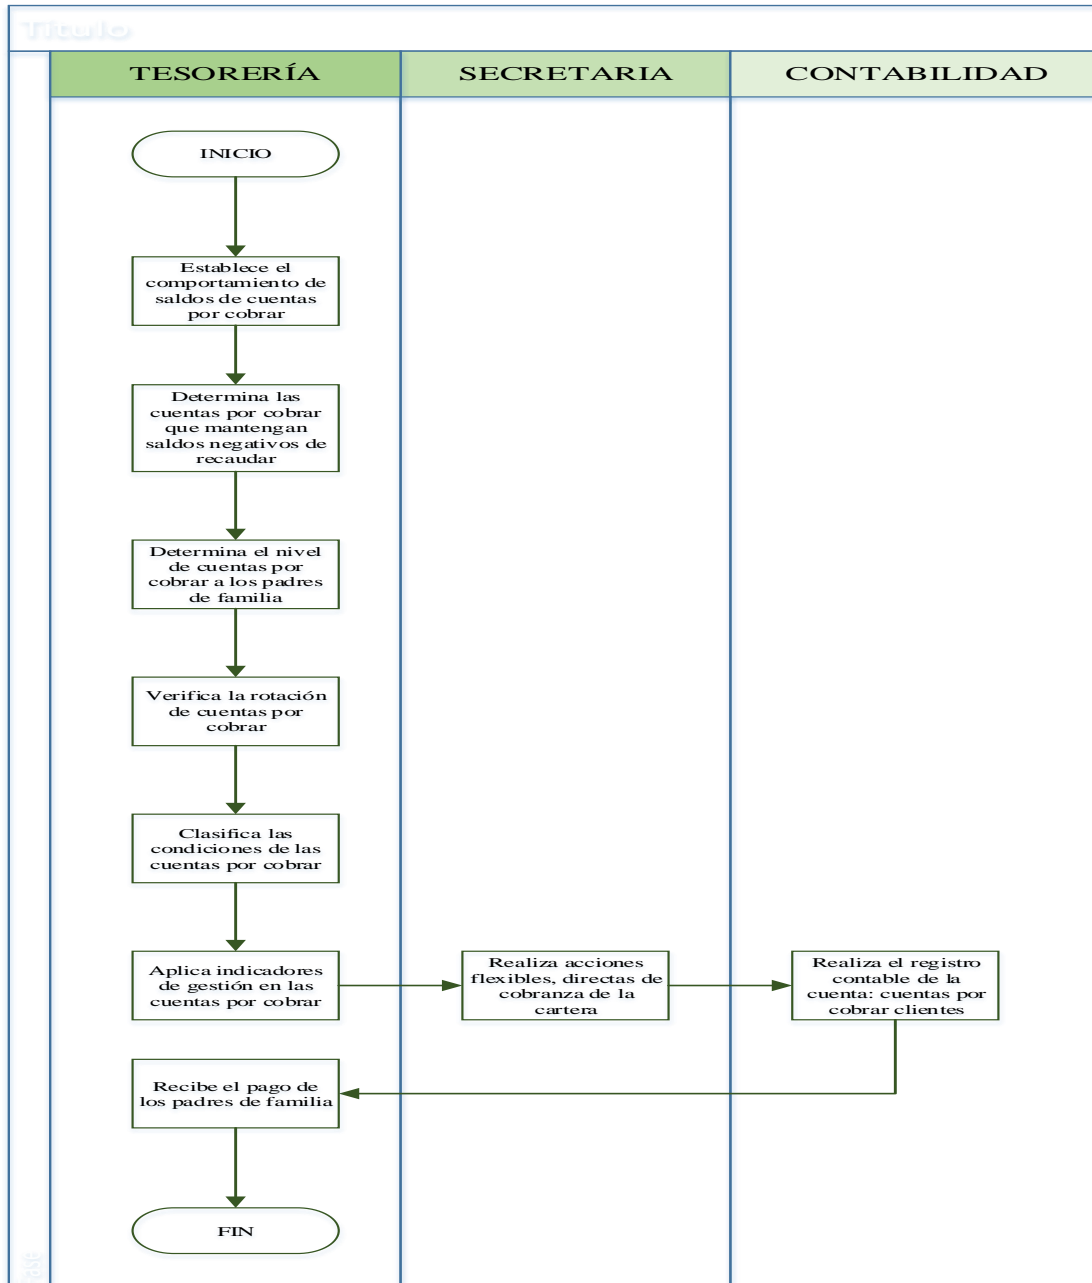 Título
TESORERÍA
SECRETARIA
CONTABILIDAD
INICIO
Establece el
comportamiento de
saldos de cuentas
por cobrar
Determina las
cuentas por cobrar
que mantengan
saldos negativos de
recaudar
Determina el nivel
de cuentas por
cobrar a los padres
de familia
Verifica la rotación
de cuentas por
cobrar
Clasifica las
condiciones de las
cuentas por cobrar
Aplica indicadores
de gestión en las
cuentas por cobrar
Realiza acciones
flexibles, directas de
cobranza de la
cartera
Realiza el registro
contable de la
cuenta: cuentas por
cobrar clientes
Recibe el pago de
los padres de familia
FIN